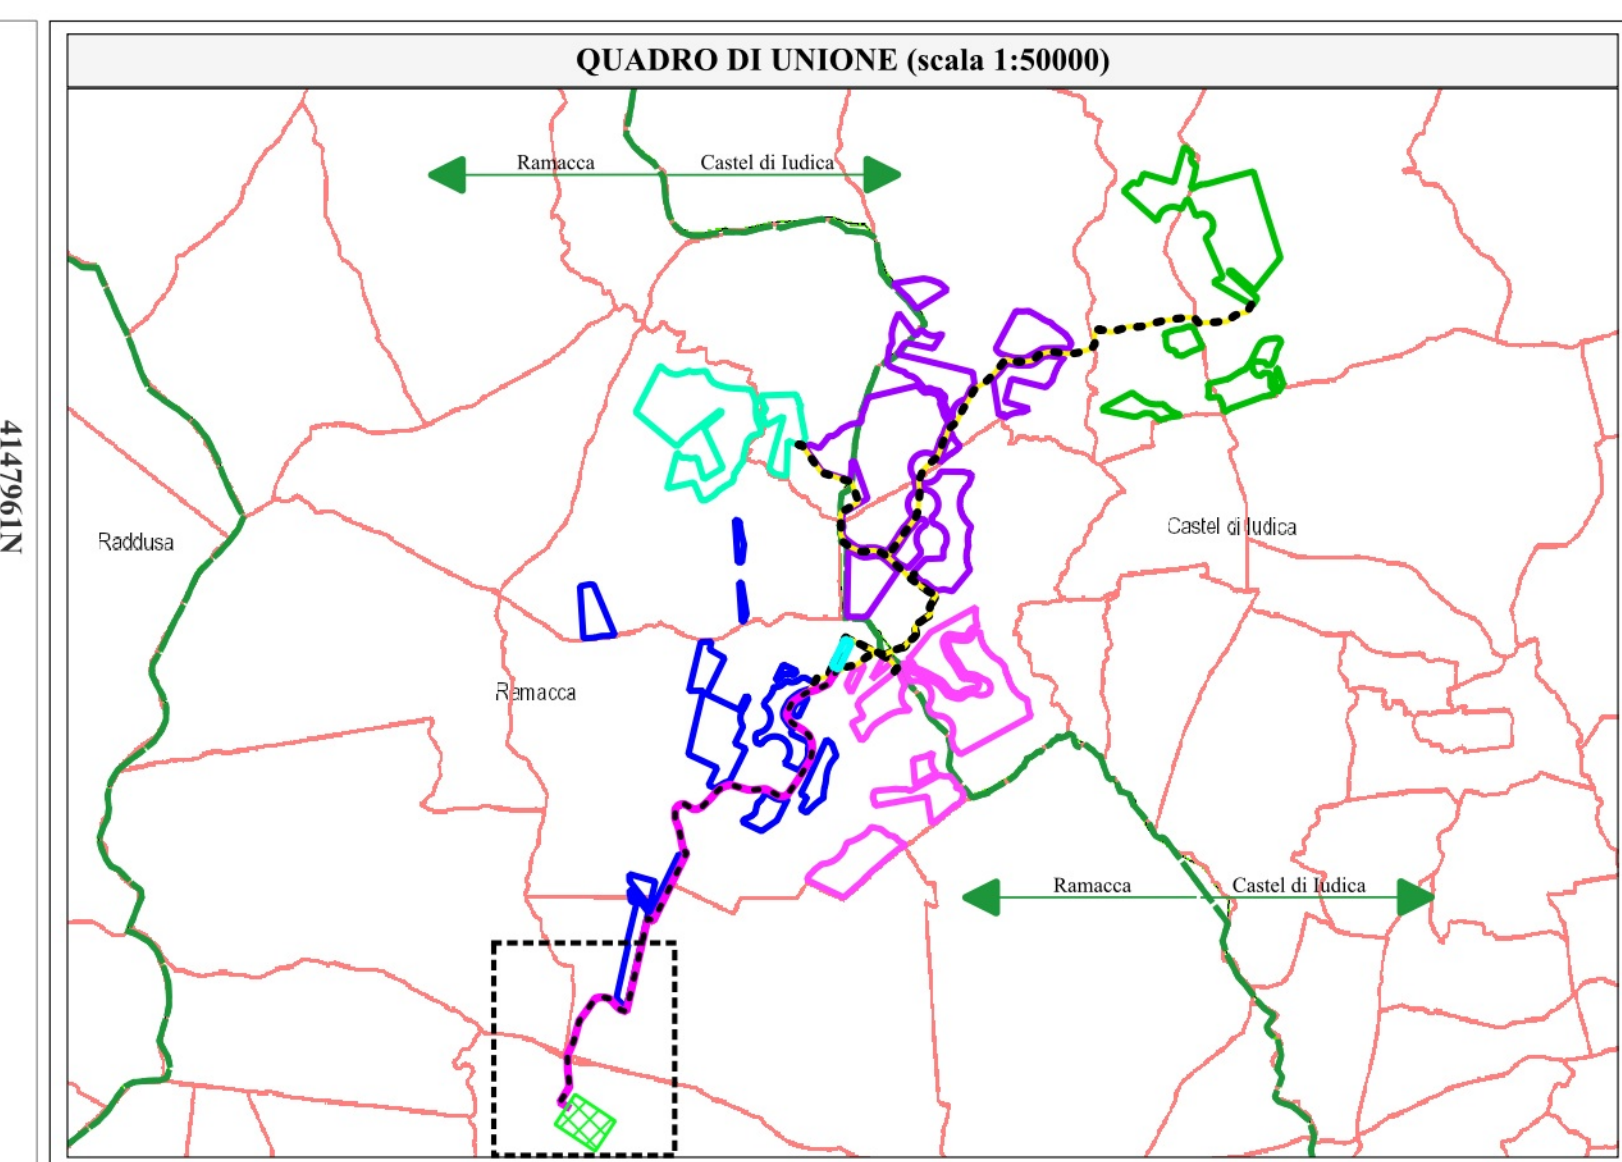 QUADRO DI UNIONE (scala 1:50000)
4147961N
Ramacca
Castel di Iudica
Raddusa
Castel di Iudica
Ramacca
Ramacca
Castel di Iudica